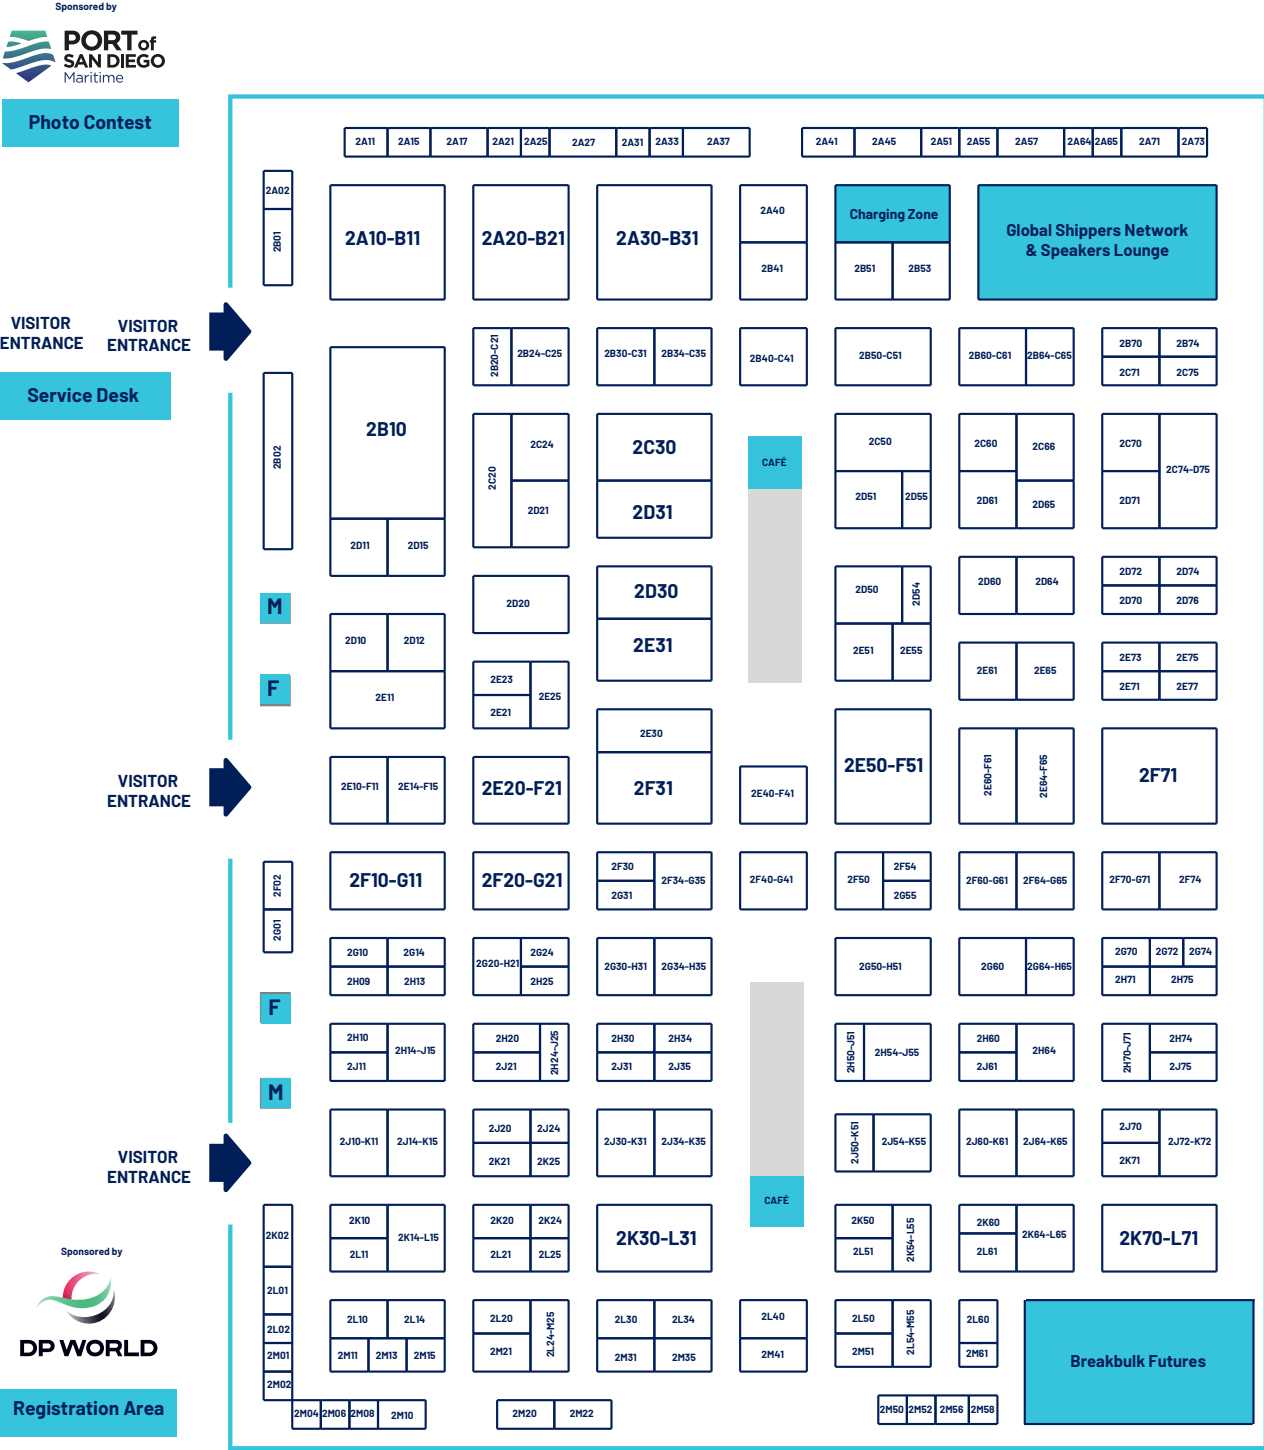 Sponsored by
PORT of
SAN DIEGO
Maritime
Photo Contest
2A11 2A15 2A17 2A21 2A25 2A27 2A31 2A33 2A37 2A41 2A45 2A51 2A55 2A57 2A64 2A65 2A71 2A73
2A02
2B01
2A10-B11 2A20-B21 2A30-B31
2A40
2B41
Charging Zone
2B51 2B53
Global Shippers Network
& Speakers Lounge
VISITOR
ENTRANCE
VISITOR
ENTRANCE
Service Desk
2B20-C21 2B24-C25 2B30-C31 2B34-C35 2B40-C41 2B50-C51 2B60-C61 2B64-C65
2B70 2B74
2C71 2C75
2B02
2B10
2D11 2D15
2C20
2C24
2D21
2C30
2D31
CAFÉ
2C50
2D51 2D55
2C60 2C66
2D61 2D65
2C70 2C74-D75
2D71
M
F
2D10 2D12
2E11
2D20
2E23
2E21
2E25
2D30
2E31
2D50 2D54
2E51 2E55
2D60 2D64
2D72 2D74
2D70 2D76
2E61 2E65
2E73 2E75
2E71 2E77
VISITOR
ENTRANCE
2E10-F11 2E14-F15 2E20-F21
2E30
2F31
2E40-F41
2E50-F51
2E60-F61 2E64-F65
2F71
2F02
2G01
2F10-G11 2F20-G21
2F30
2G31
2F34-G35
2F40-G41
2F50
2F54
2G55
2F60-G61 2F64-G65
2F70-G71 2F74
2G10 2G14
2H09 2H13
2G20-H21
2G24
2H25
2G30-H31 2G34-H35
2G50-H51
2G60 2G64-H65
2G70 2G72 2G74
2H71 2H75
F
M
2H10
2J11
2H14-J15
2H20
2J21
2H24-J25
2H30 2H34
2J31 2J35
2H50-J51 2H54-J55
2H60
2J61
2H64
2H70-J71
2H74
2J75
VISITOR
ENTRANCE
2J10-K11 2J14-K15
2J20 2J24
2K21 2K25
2J30-K31 2J34-K35
2J50-K51 2J54-K55
2J60-K61 2J64-K65
2J70
2K71
2J72-K72
CAFÉ
2K02
2L01
2L02
2M01
2M02
2K10
2L11
2K14-L15
2K20 2K24
2L21 2L25
2K30-L31
2K50
2L51
2K54-L55
2K60
2L61
2K64-L65
2K70-L71
Sponsored by
DP WORLD
Registration Area
2L10 2L14
2M11 2M13 2M15
2L20
2M21
2L24-M25
2L30 2L34
2M31 2M35
2L40
2M41
2L50
2M51
2L54-M55
2L60
2M61
Breakbulk Futures
2M04 2M06 2M08 2M10
2M20 2M22
2M50 2M52 2M56 2M58